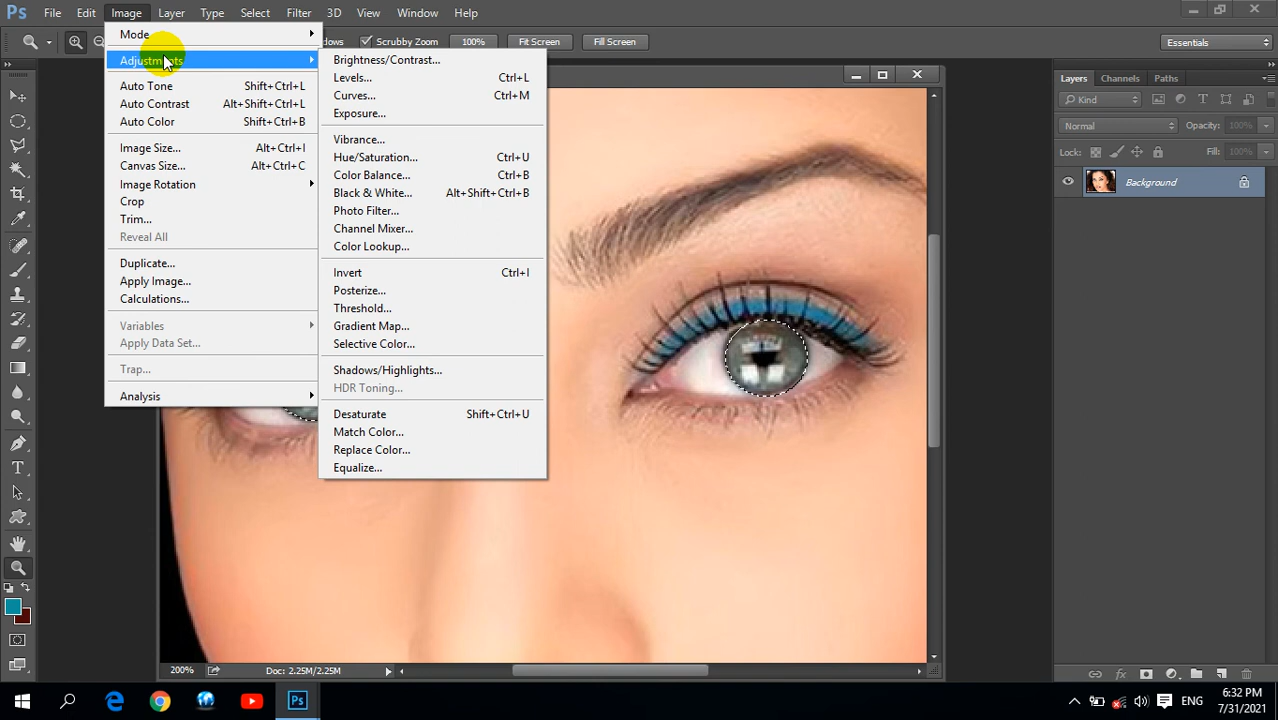 Ps File Edit Image Layer Type Select Filter 3D View Window Help
Scrubby Zoom 100% Fit Screen Fill Screen Essentials
Mode
Adjustments
Auto Tone Shift+Ctrl+L
Auto Contrast Alt+Shift+Ctrl+L
Auto Color Shift+Ctrl+B
Image Size... Alt+Ctrl+I
Canvas Size... Alt+Ctrl+C
Image Rotation
Crop
Trim...
Reveal All
Duplicate...
Apply Image...
Calculations...
Variables
Apply Data Set...
Trap...
Analysis
Brightness/Contrast...
Levels... Ctrl+L
Curves... Ctrl+M
Exposure...
Vibrance...
Hue/Saturation... Ctrl+U
Color Balance... Ctrl+B
Black & White... Alt+Shift+Ctrl+B
Photo Filter...
Channel Mixer...
Color Lookup...
Invert Ctrl+I
Posterize...
Threshold...
Gradient Map...
Selective Color...
Shadows/Highlights...
HDR Toning...
Desaturate Shift+Ctrl+U
Match Color...
Replace Color...
Equalize...
Layers Channels Paths
Kind
Normal Opacity: 100%
Lock: Fill: 100%
Background
200% Doc: 2.25M/2.25M
Ps ENG 6:32 PM
7/31/2021